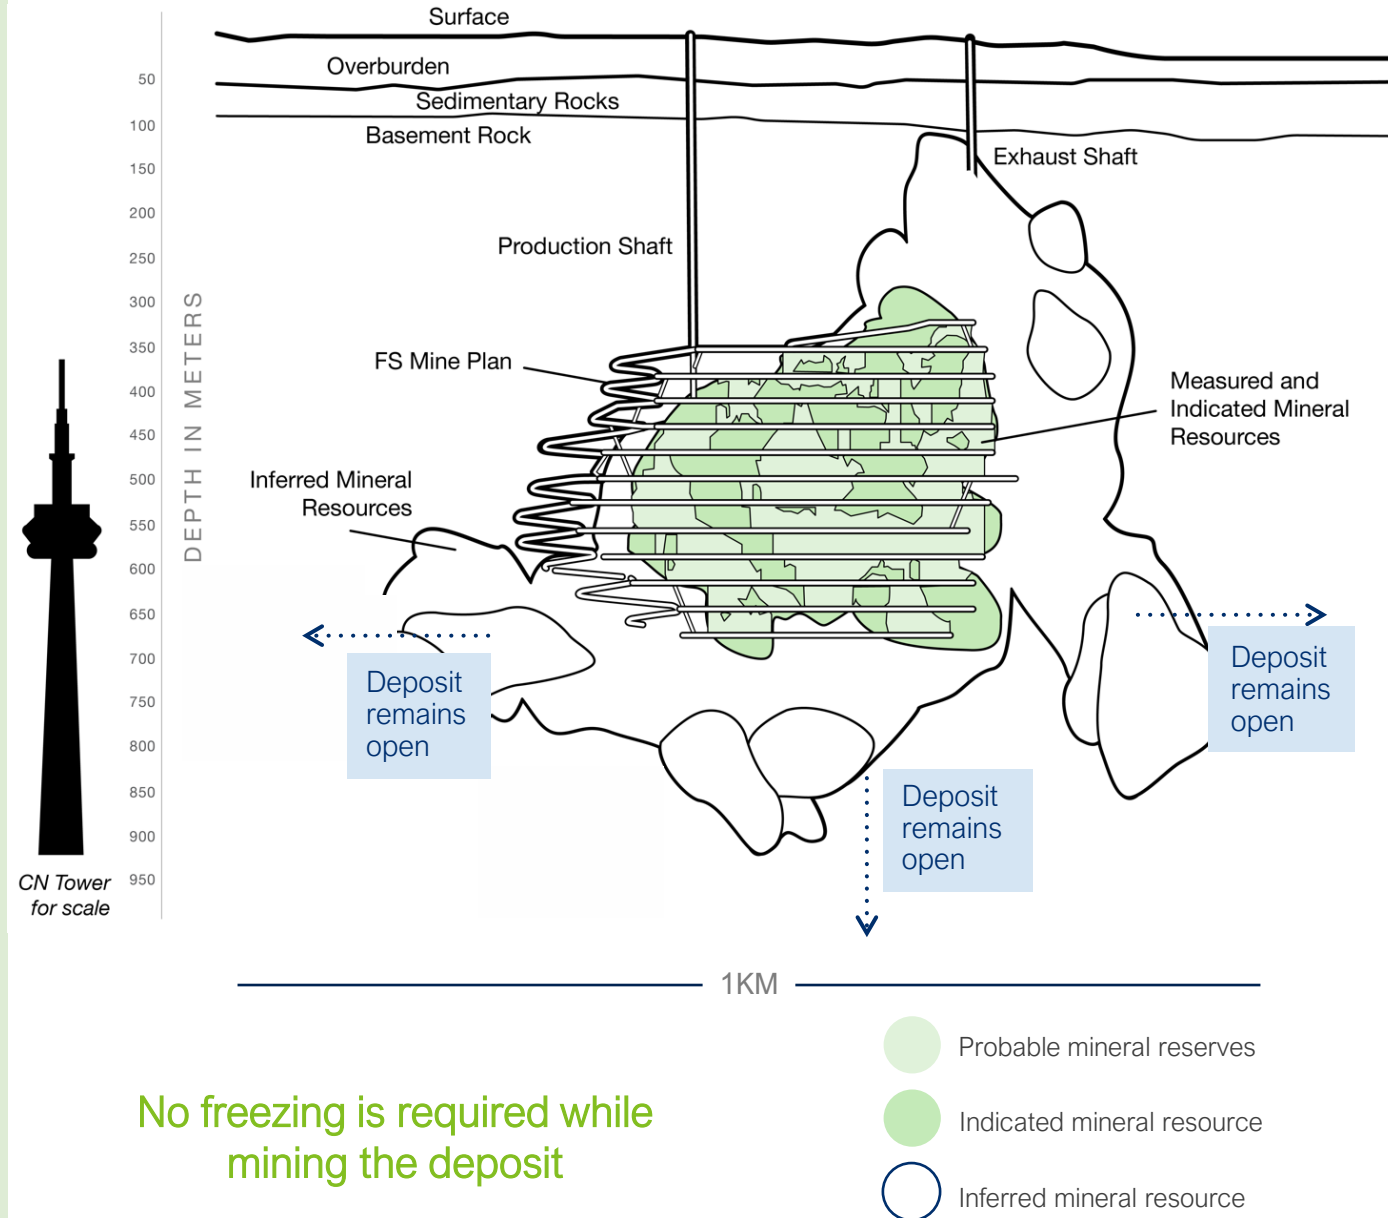 Surface
Overburden
Sedimentary Rocks
Basement Rock
Exhaust Shaft
Production Shaft
FS Mine Plan
Measured and
Indicated Mineral
Resources
Inferred Mineral
Resources
DEPTH IN METERS
50
100
150
200
250
300
350
400
450
500
550
600
650
700
750
800
850
900
950
CN Tower
for scale
Deposit
remains
open
Deposit
remains
open
Deposit
remains
open
1KM
No freezing is required while
mining the deposit
Probable mineral reserves
Indicated mineral resource
Inferred mineral resource